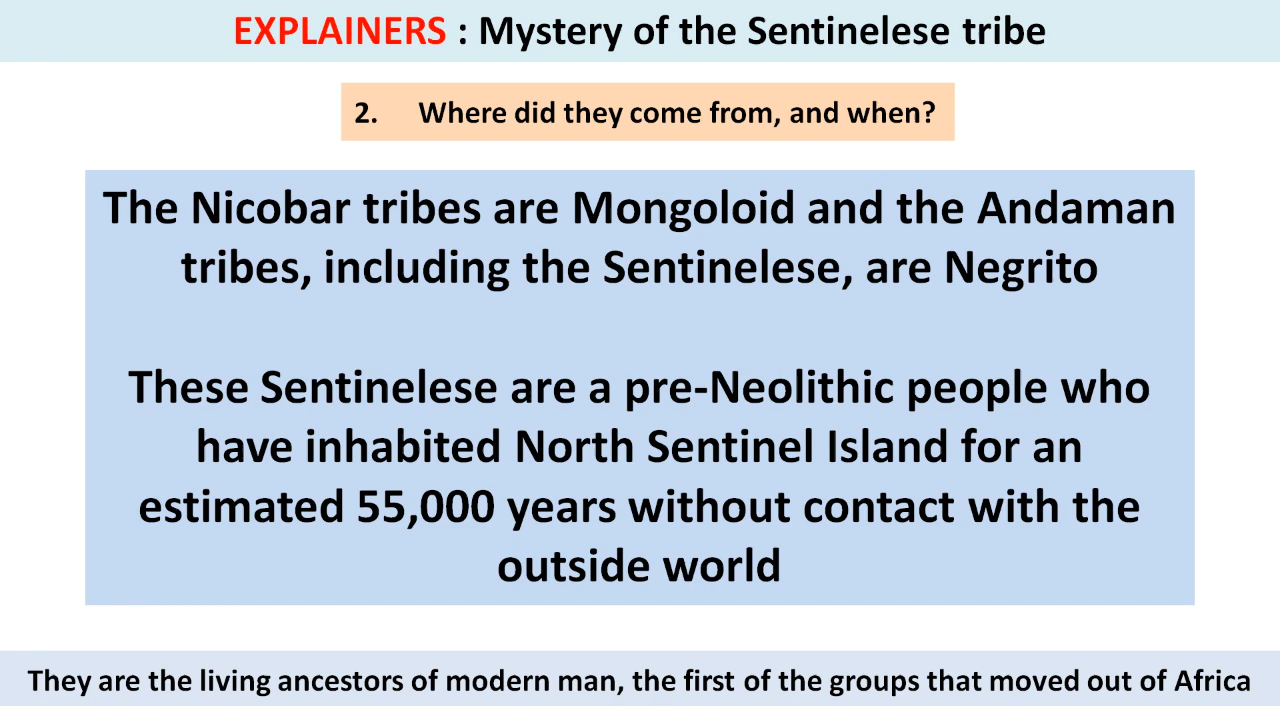 EXPLAINERS : Mystery of the Sentinelese tribe
2. Where did they come from, and when?
The Nicobar tribes are Mongoloid and the Andaman
tribes, including the Sentinelese, are Negrito
These Sentinelese are a pre-Neolithic people who
have inhabited North Sentinel Island for an
estimated 55,000 years without contact with the
outside world
They are the living ancestors of modern man, the first of the groups that moved out of Africa